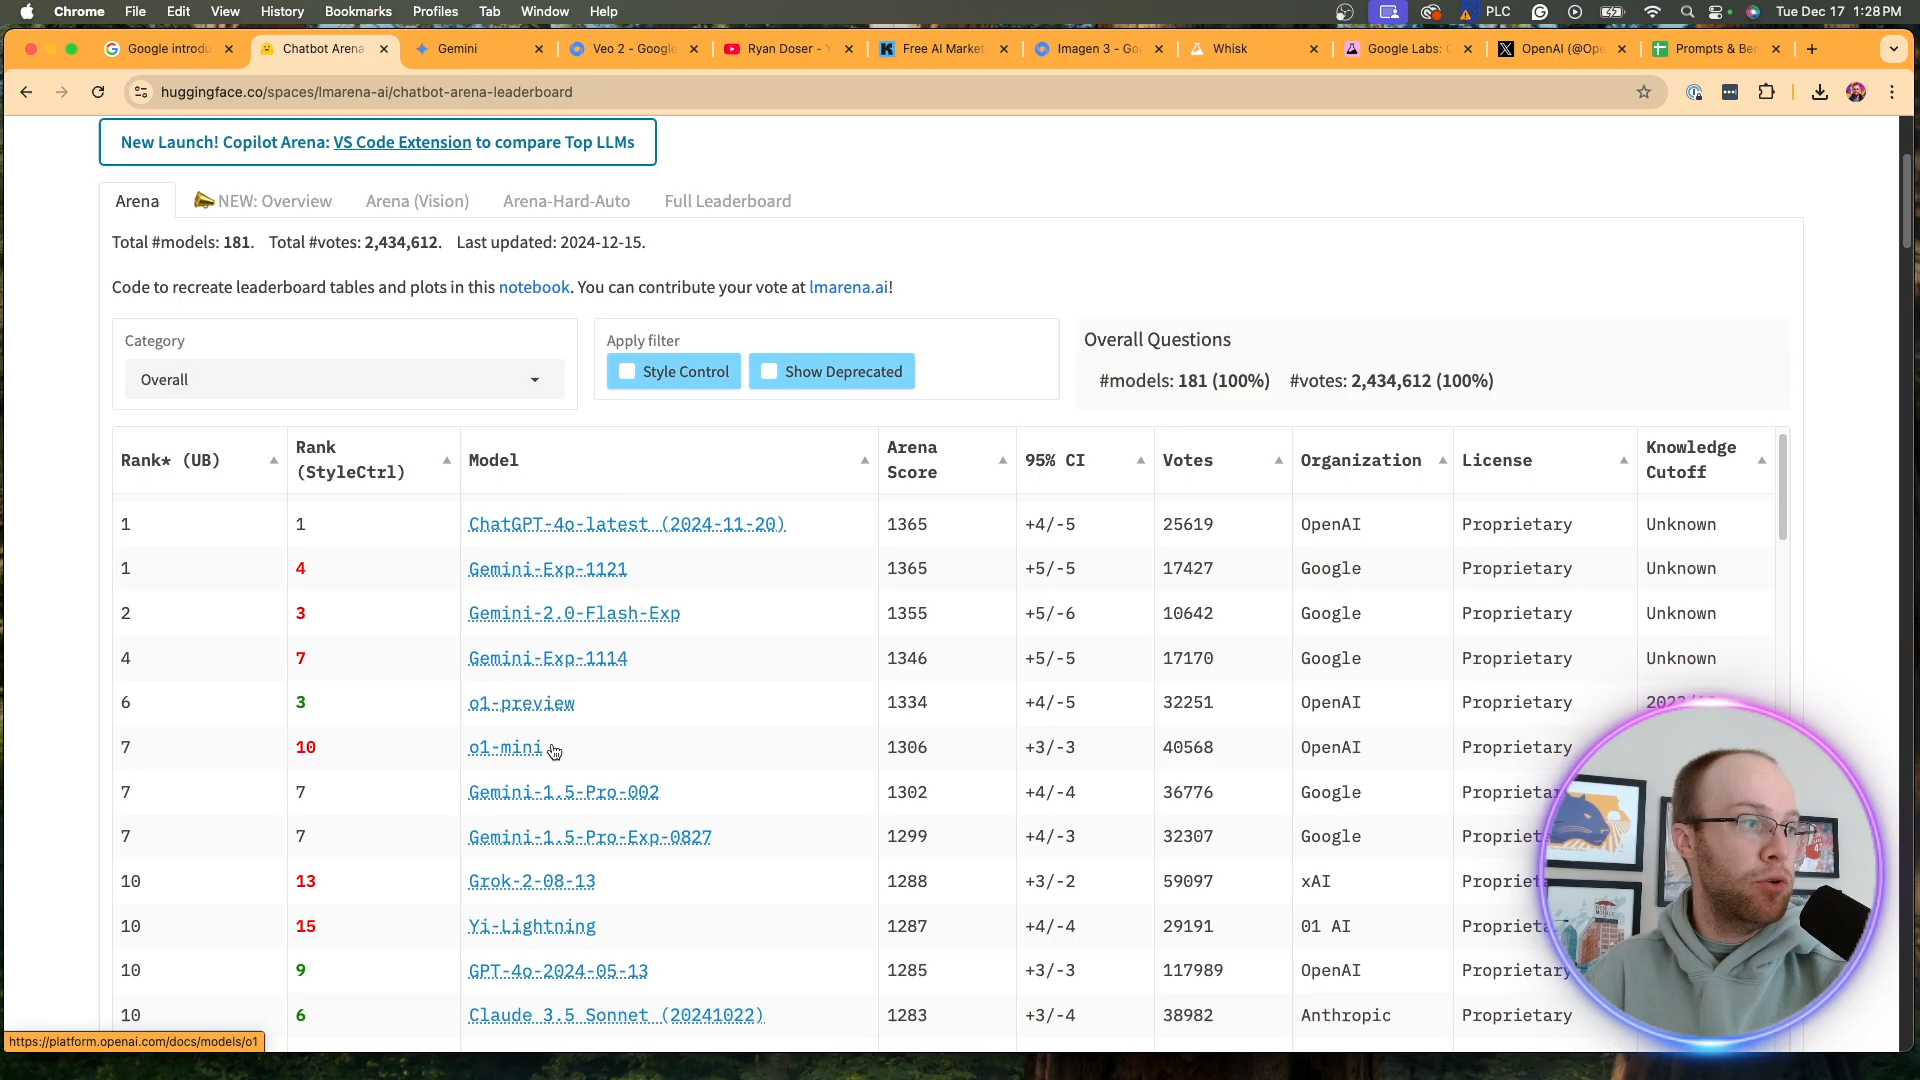 Chrome File Edit View History Bookmarks Profiles Tab Window Help PLC Tue Dec 17 1:28 PM
Google introdu Chatbot Arena Gemini Veo 2 - Google Ryan Doser - Y Free AI Market Imagen 3 - Go Whisk Google Labs: OpenAI (@Ope Prompts & Ber
huggingface.co/spaces/lmarena-ai/chatbot-arena-leaderboard
New Launch! Copilot Arena: VS Code Extension to compare Top LLMs
Arena NEW: Overview Arena (Vision) Arena-Hard-Auto Full Leaderboard
Total #models: 181. Total #votes: 2,434,612. Last updated: 2024-12-15.
Code to recreate leaderboard tables and plots in this notebook. You can contribute your vote at lmarena.ai!
Category Apply filter Overall Questions
Overall Style Control Show Deprecated #models: 181 (100%) #votes: 2,434,612 (100%)
Rank* (UB) Rank (StyleCtrl) Model Arena Score 95% CI Votes Organization License Knowledge Cutoff
1 1 ChatGPT-4o-latest (2024-11-20) 1365 +4/-5 25619 OpenAI Proprietary Unknown
1 4 Gemini-Exp-1121 1365 +5/-5 17427 Google Proprietary Unknown
2 3 Gemini-2.0-Flash-Exp 1355 +5/-6 10642 Google Proprietary Unknown
4 7 Gemini-Exp-1114 1346 +5/-5 17170 Google Proprietary Unknown
6 3 o1-preview 1334 +4/-5 32251 OpenAI Proprietary
7 10 o1-mini 1306 +3/-3 40568 OpenAI Proprietary
7 7 Gemini-1.5-Pro-002 1302 +4/-4 36776 Google Proprieta
7 7 Gemini-1.5-Pro-Exp-0827 1299 +4/-3 32307 Google Propriet
10 13 Grok-2-08-13 1288 +3/-2 59097 xAI Propriet
10 15 Yi-Lightning 1287 +4/-4 29191 01 AI Propriet
10 9 GPT-4o-2024-05-13 1285 +3/-3 117989 OpenAI Proprietary
10 6 Claude 3.5 Sonnet (20241022) 1283 +3/-4 38982 Anthropic Proprietary
https://platform.openai.com/docs/models/o1